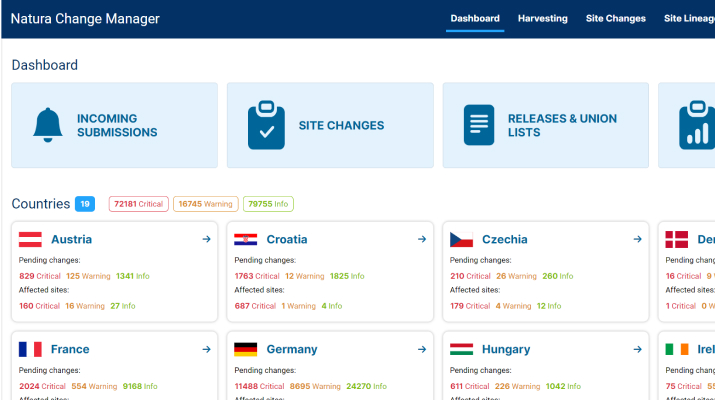 Natura Change Manager
Dashboard Harvesting Site Changes Site Lineag
Dashboard
INCOMING
SUBMISSIONS
SITE CHANGES
RELEASES & UNION
LISTS
Countries 19 72181 Critical 16745 Warning 79755 Info
Austria
Pending changes:
829 Critical 125 Warning 1341 Info
Affected sites:
160 Critical 16 Warning 27 Info
Croatia
Pending changes:
1763 Critical 12 Warning 1825 Info
Affected sites:
687 Critical 1 Warning 4 Info
Czechia
Pending changes:
210 Critical 26 Warning 260 Info
Affected sites:
179 Critical 4 Warning 12 Info
Der
Pending chang
16 Critical 9
Affected sites:
1 Critical 0 W
France
Pending changes:
2024 Critical 554 Warning 9168 Info
Affected sites:
Germany
Pending changes:
11488 Critical 8695 Warning 24270 Info
Affected sites:
Hungary
Pending changes:
611 Critical 226 Warning 1042 Info
Affected sites:
Irel
Pending chang
75 Critical 55
Affected sites: